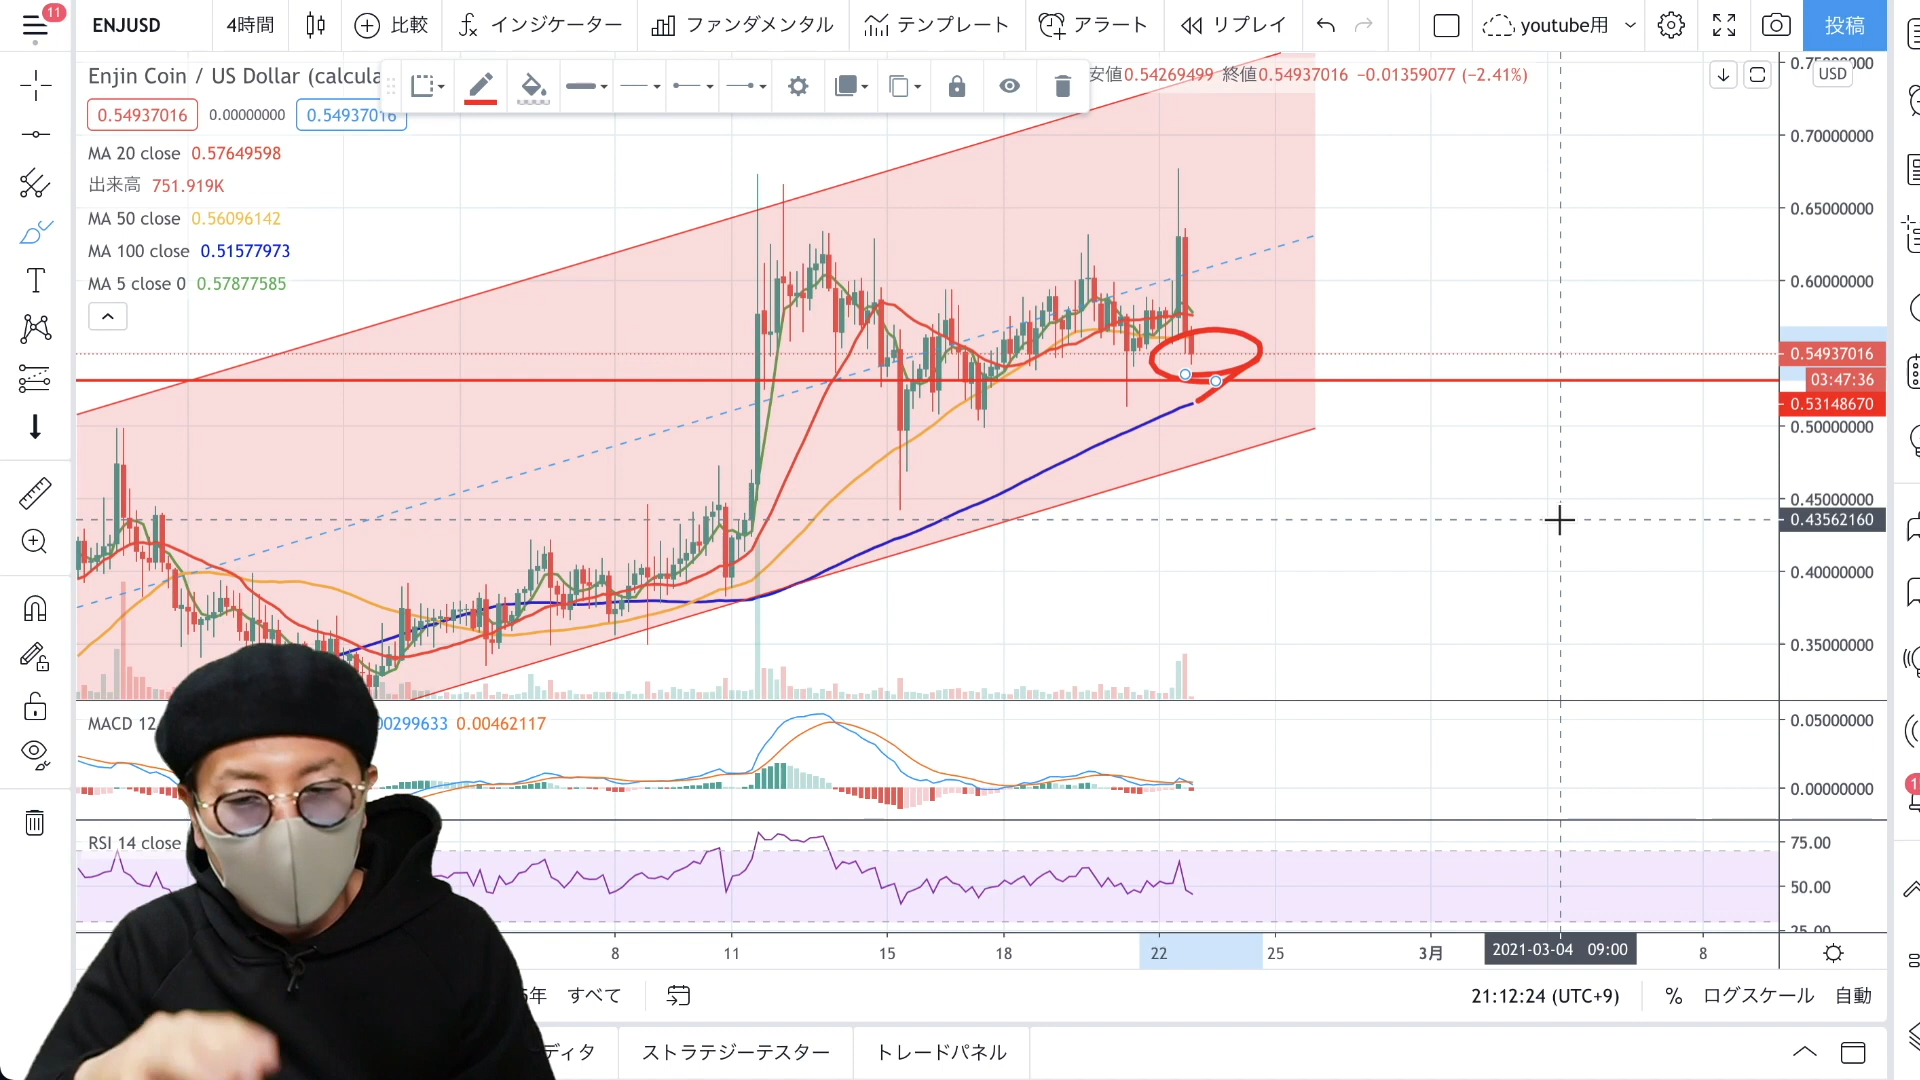 11
ENJUSD
4時間
比較
インジケーター
ファンダメンタル
テンプレート
アラート
リプレイ
youtube用
投稿
Enjin Coin / US Dollar (calcula
安値0.54269499 終値0.54937016 −0.01359077 (−2.41%)
USD
0.54937016
0.00000000
0.54937016
MA 20 close 0.57649598
出来高 751.919K
MA 50 close 0.56096142
MA 100 close 0.51577973
MA 5 close 0 0.57877585
0.70000000
0.65000000
0.60000000
0.54937016
03:47:36
0.53148670
0.50000000
0.45000000
0.43562160
0.40000000
0.35000000
MACD 12
00299633 0.00462117
0.05000000
0.00000000
RSI 14 close
75.00
50.00
25.00
8
11
15
18
22
25
3月
2021-03-04 09:00
8
5年
すべて
21:12:24 (UTC+9)
%
ログスケール
自動
ディタ
ストラテジーテスター
トレードパネル